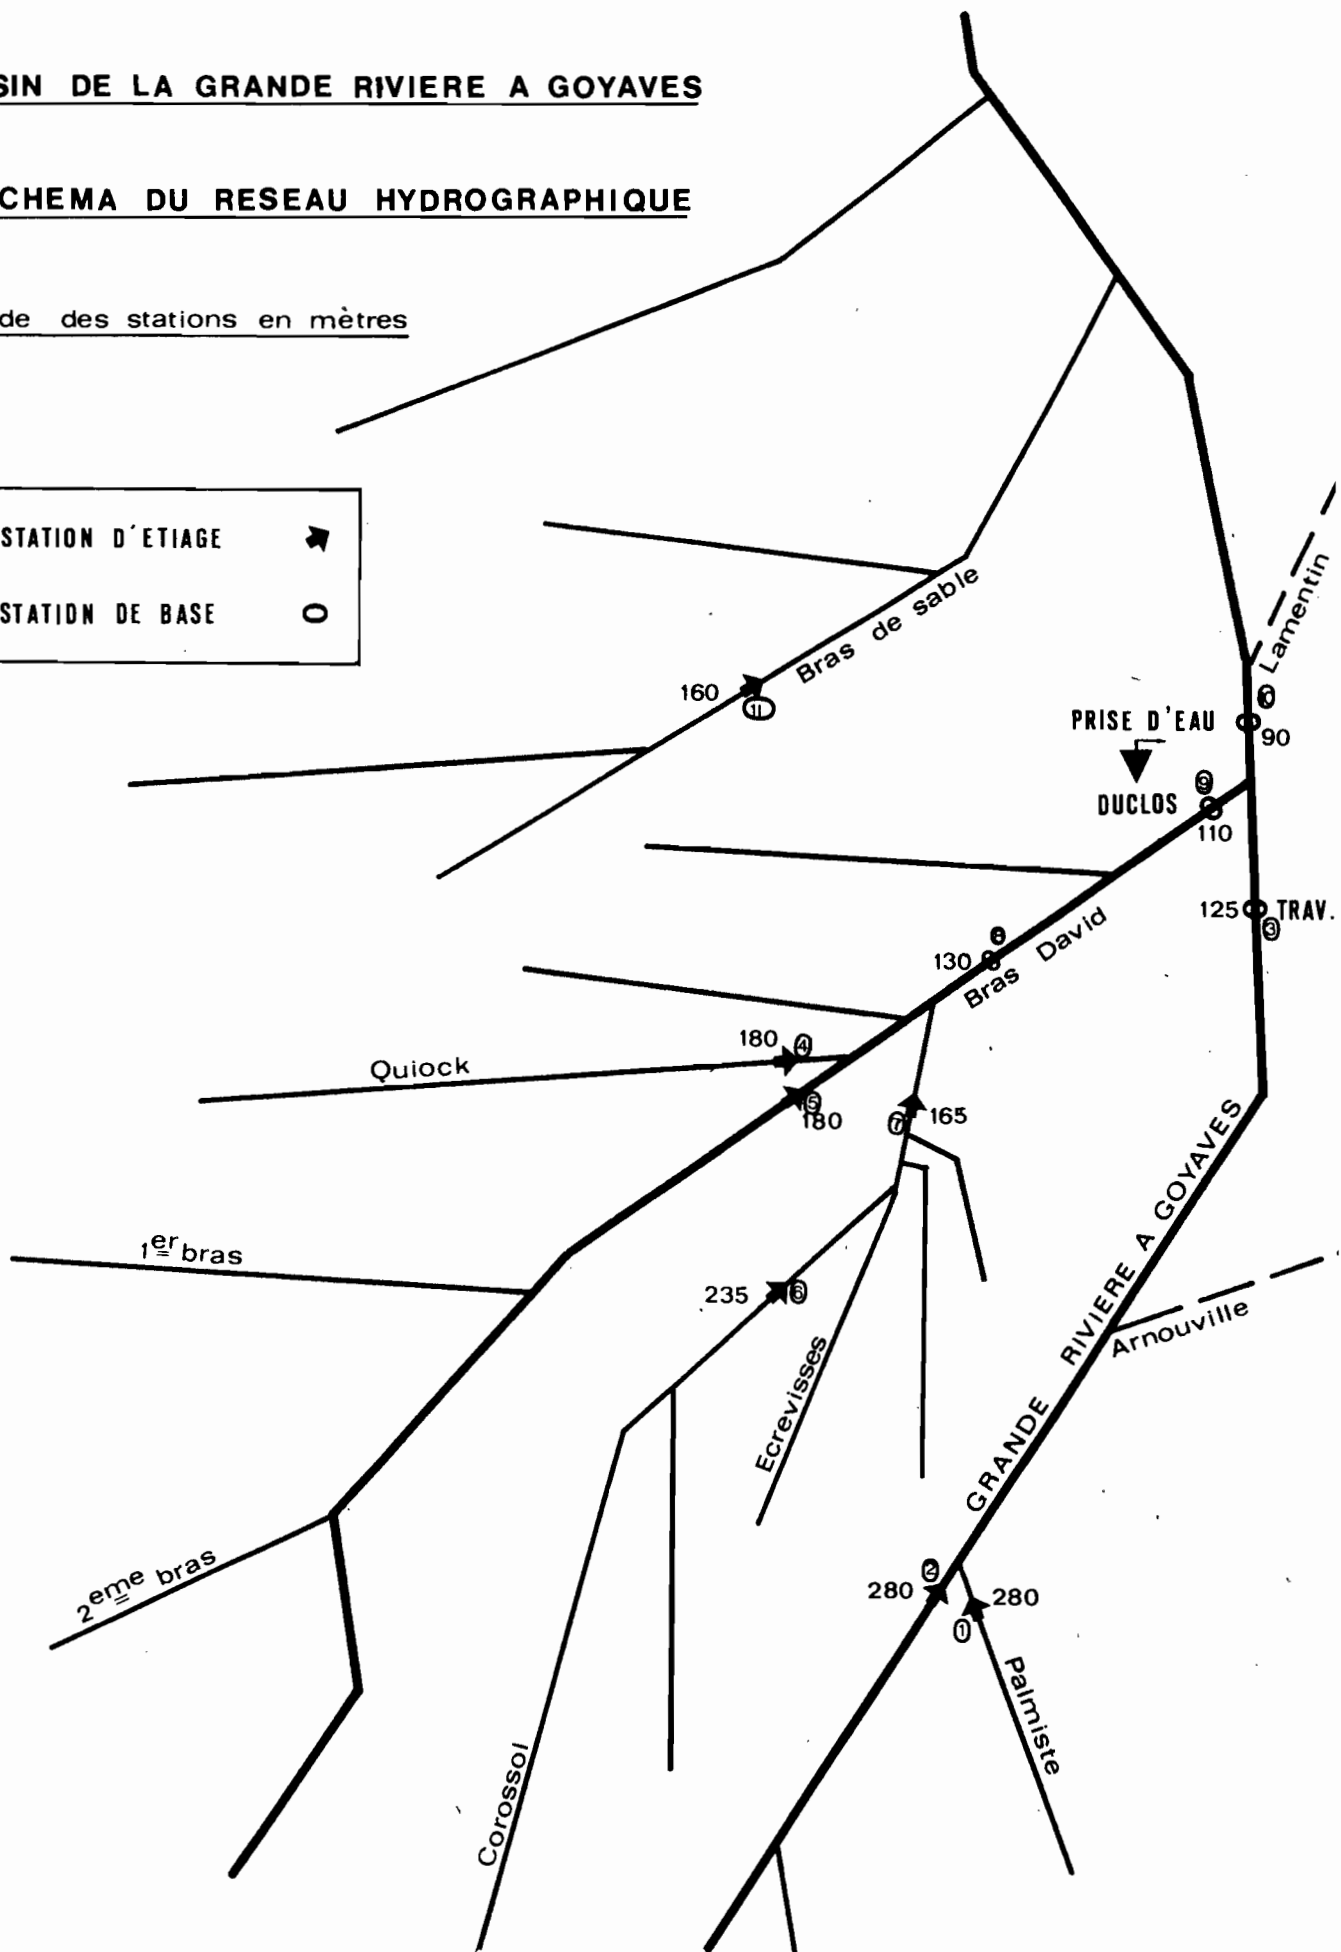 SIN DE LA GRANDE RIVIERE A GOYAVES
CHEMA DU RESEAU HYDROGRAPHIQUE
de des stations en mètres
STATION D'ETIAGE
STATION DE BASE 0
Lamentin
Bras de sable
160
11
10
PRISE D'EAU
90
9
DUCLOS
110
125 TRAV.
3
8
130
Bras David
180 4
Quiock
5
180
7 165
GRANDE RIVIERE A GOYAVES
1er bras
235 6
Arnouville
Ecrevisses
2eme bras
2
280
280
1
Palmiste
Corossol